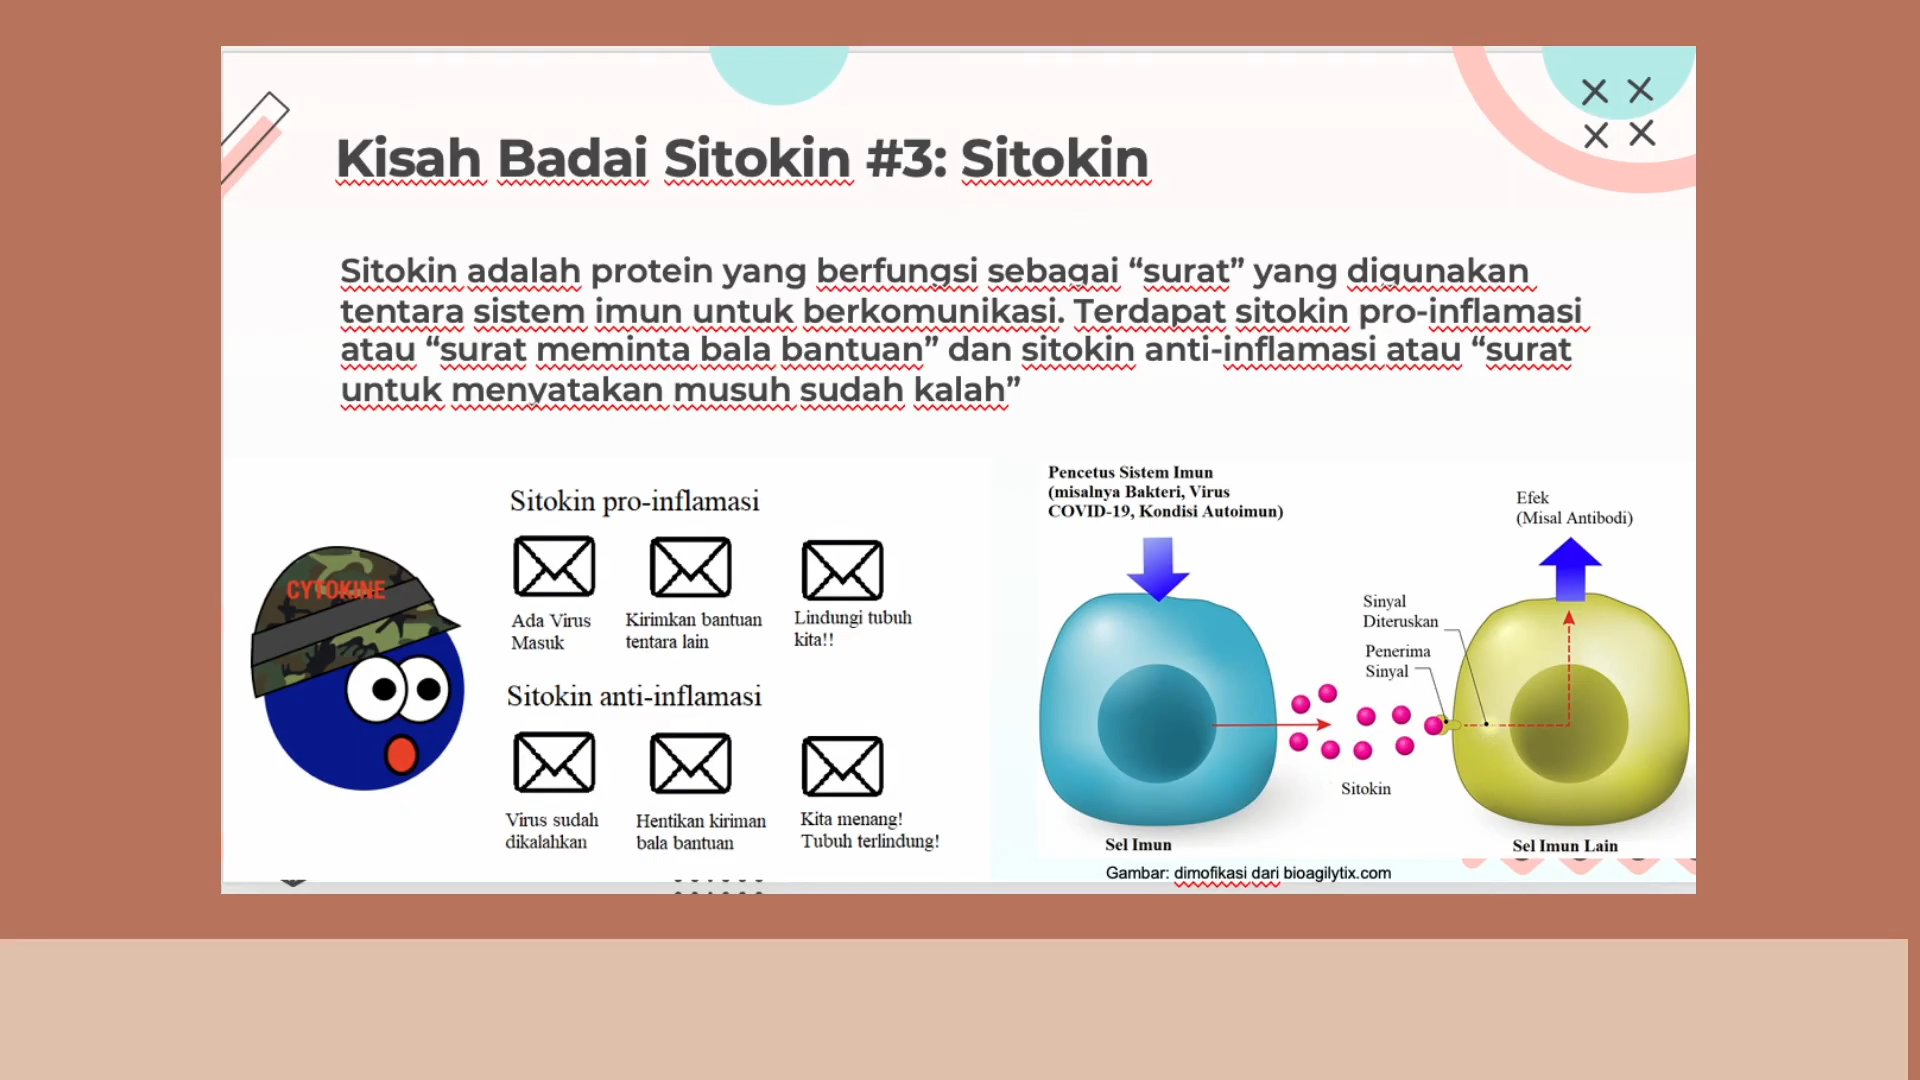 Kisah Badai Sitokin #3: Sitokin
Sitokin adalah protein yang berfungsi sebagai “surat” yang digunakan
tentara sistem imun untuk berkomunikasi. Terdapat sitokin pro-inflamasi
atau “surat meminta bala bantuan” dan sitokin anti-inflamasi atau “surat
untuk menyatakan musuh sudah kalah”
CYTOKINE
Sitokin pro-inflamasi
Ada Virus
Masuk
Kirimkan bantuan
tentara lain
Lindungi tubuh
kita!!
Sitokin anti-inflamasi
Virus sudah
dikalahkan
Hentikan kiriman
bala bantuan
Kita menang!
Tubuh terlindung!
Pencetus Sistem Imun
(misalnya Bakteri, Virus
COVID-19, Kondisi Autoimun)
Efek
(Misal Antibodi)
Sinyal
Diteruskan
Penerima
Sinyal
Sitokin
Sel Imun
Sel Imun Lain
Gambar: dimofikasi dari bioagilytix.com